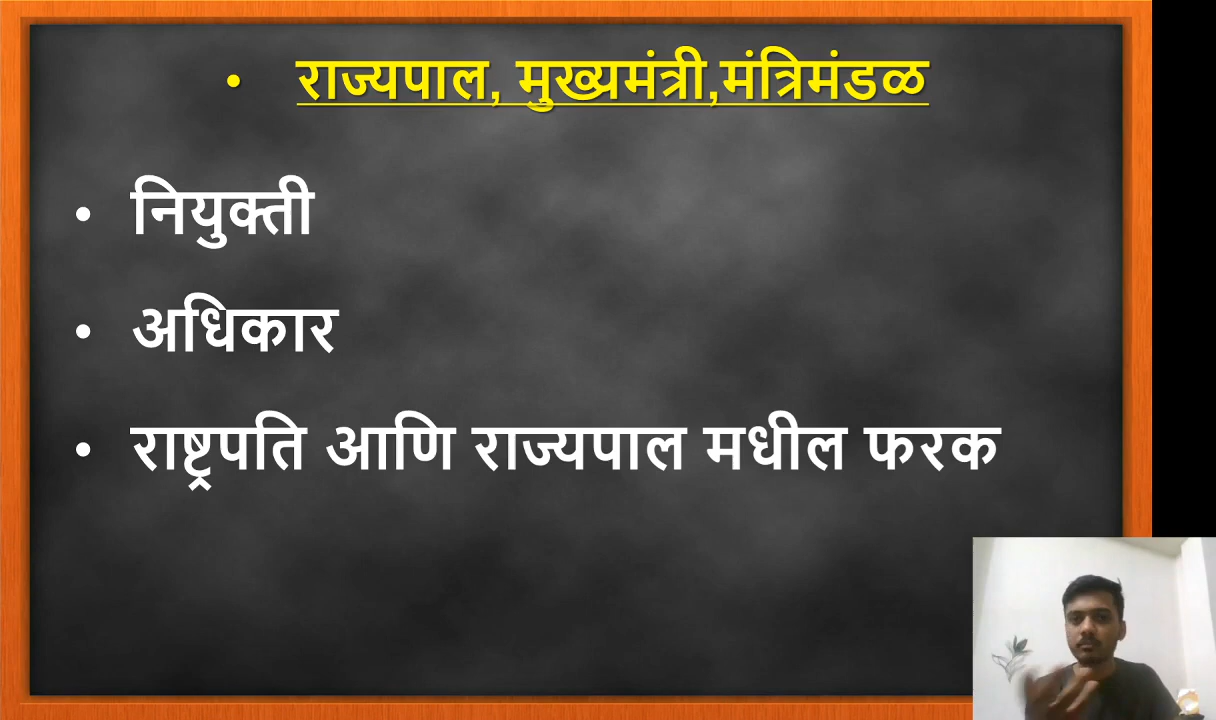 • राज्यपाल, मुख्यमंत्री,मंत्रिमंडळ
• नियुक्ती
• अधिकार
• राष्ट्रपति आणि राज्यपाल मधील फरक